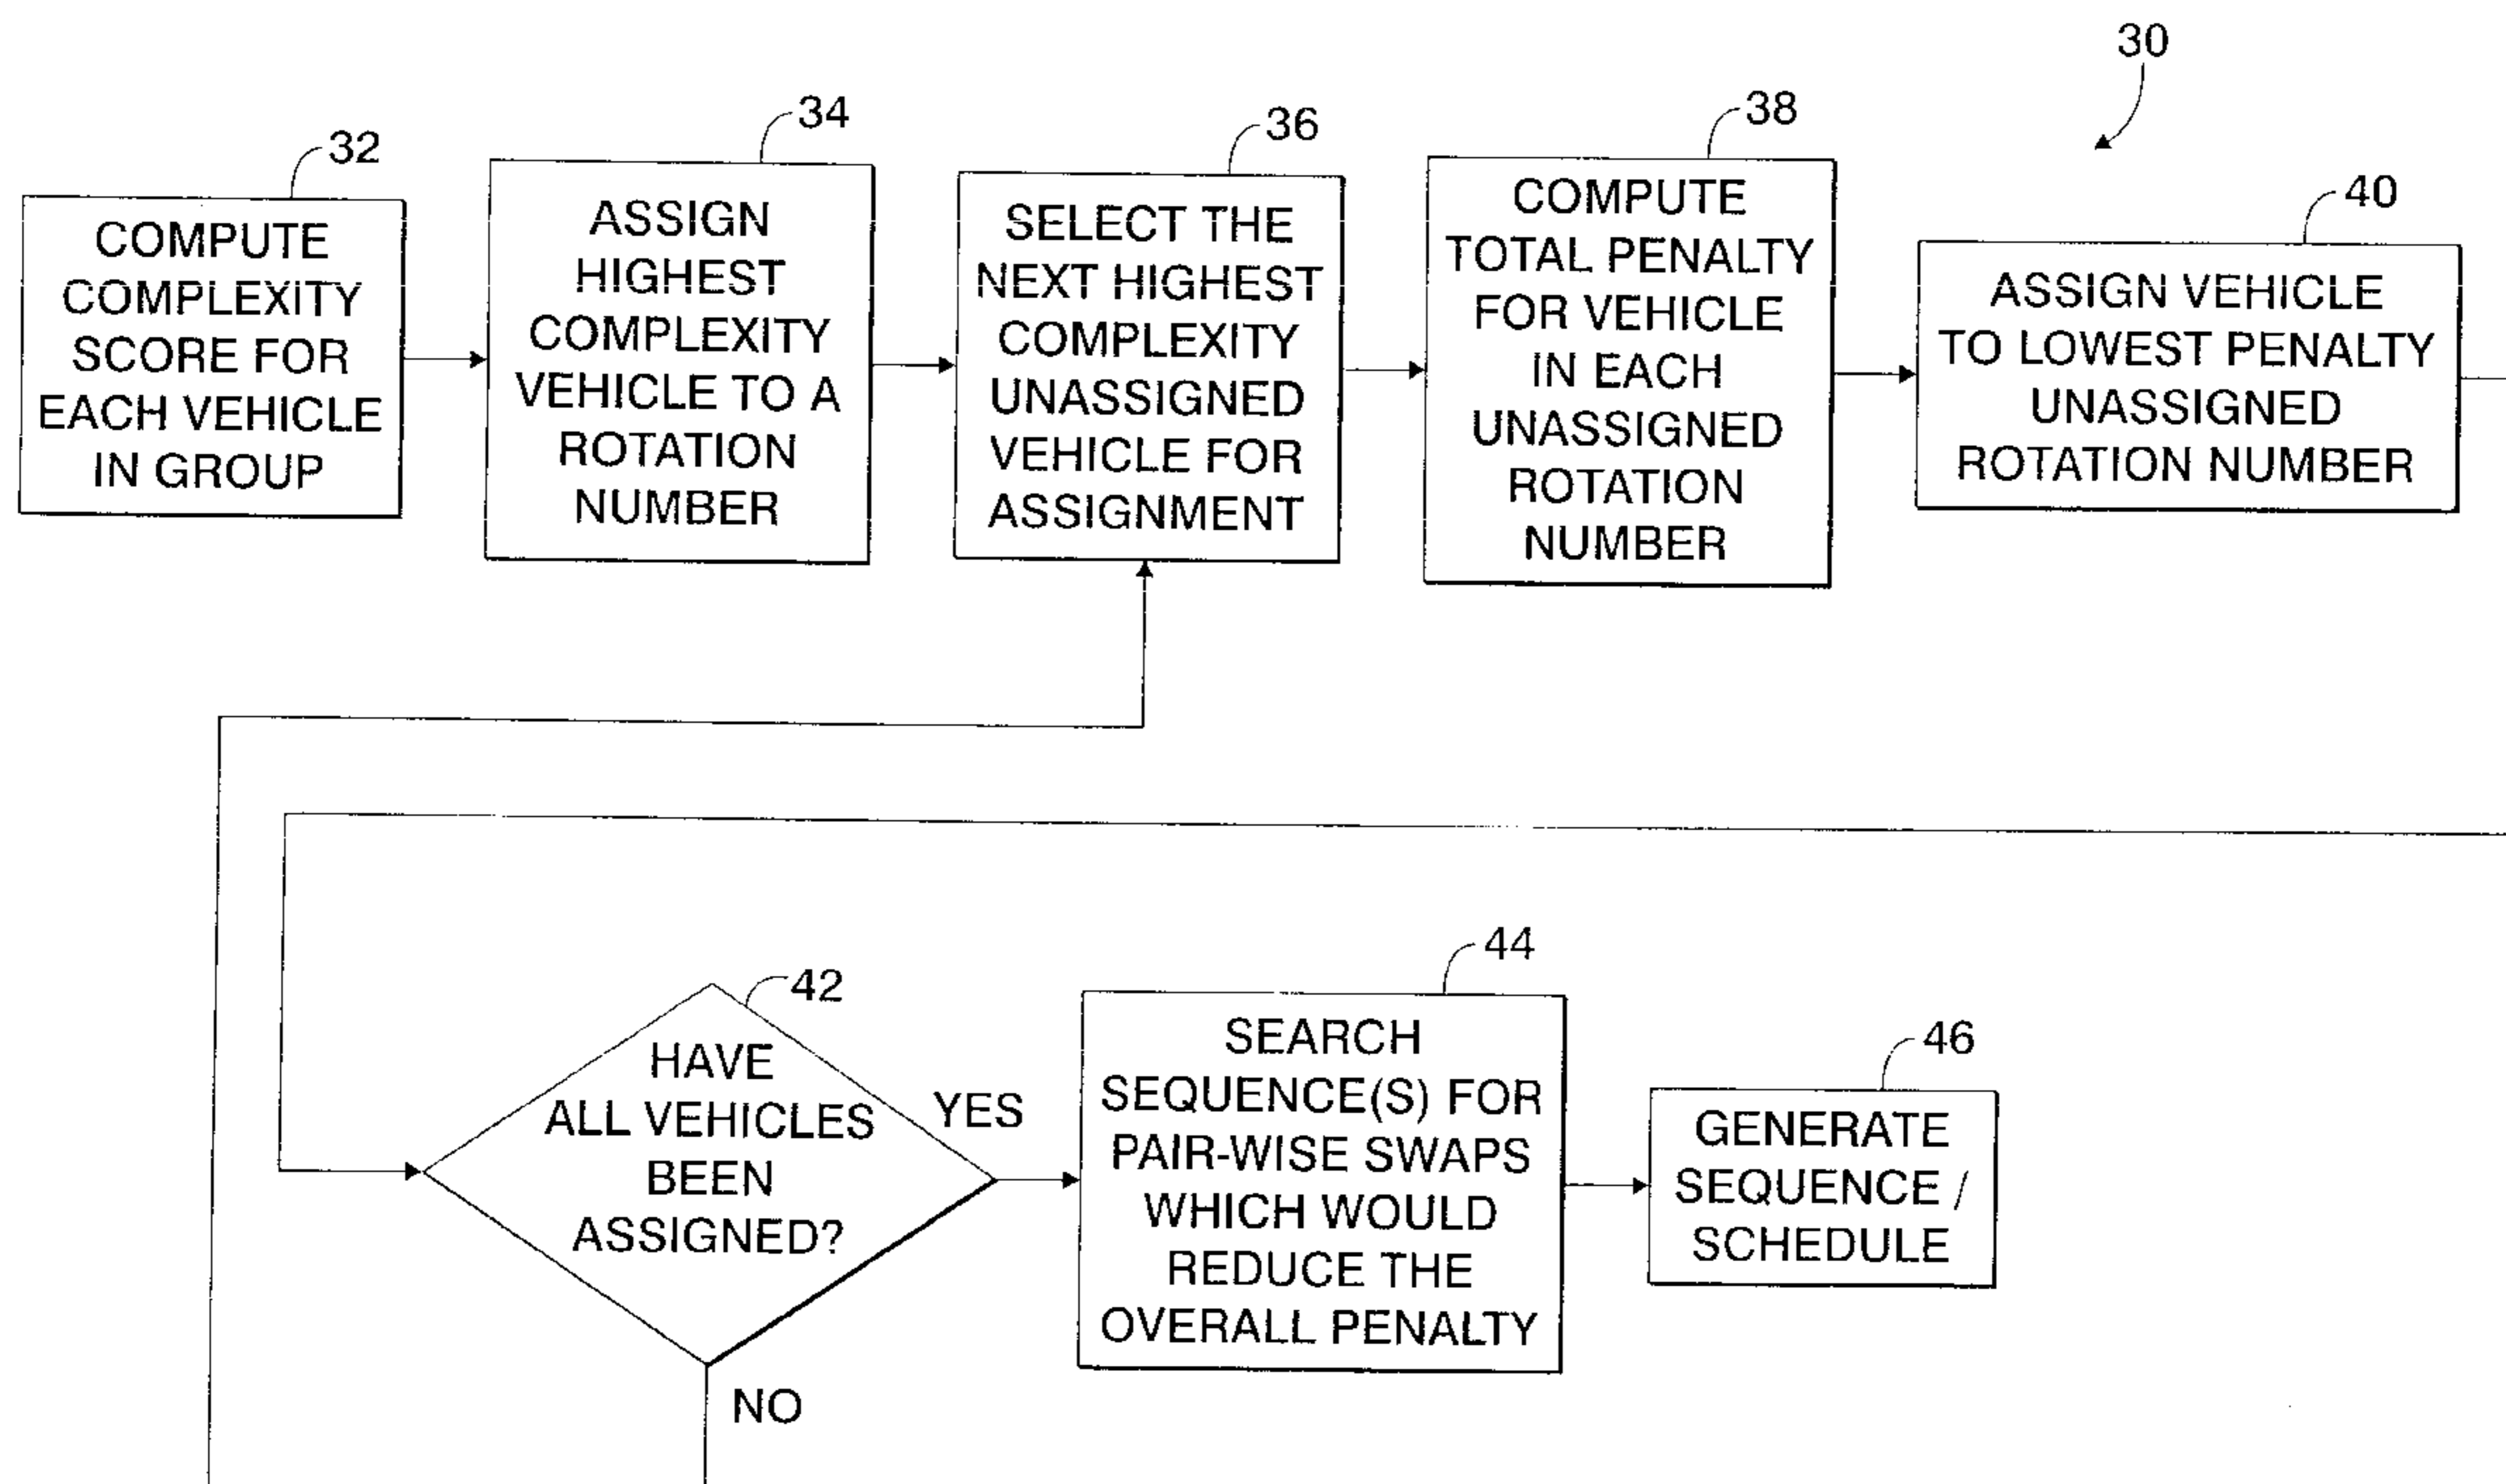 30
32
COMPUTE
COMPLEXITY
SCORE FOR
EACH VEHICLE
IN GROUP
34
ASSIGN
HIGHEST
COMPLEXITY
VEHICLE TO A
ROTATION
NUMBER
36
SELECT THE
NEXT HIGHEST
COMPLEXITY
UNASSIGNED
VEHICLE FOR
ASSIGNMENT
38
COMPUTE
TOTAL PENALTY
FOR VEHICLE
IN EACH
UNASSIGNED
ROTATION
NUMBER
40
ASSIGN VEHICLE
TO LOWEST PENALTY
UNASSIGNED
ROTATION NUMBER
42
HAVE
ALL VEHICLES
BEEN
ASSIGNED?
YES
NO
44
SEARCH
SEQUENCE(S) FOR
PAIR-WISE SWAPS
WHICH WOULD
REDUCE THE
OVERALL PENALTY
46
GENERATE
SEQUENCE /
SCHEDULE